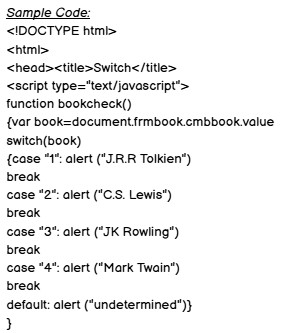 Sample Code:
<!DOCTYPE html>
<html>
<head><title>Switch</title>
<script type="text/javascript">
function bookcheck()
{var book=document.frmbook.cmbbook.value
switch(book)
{case "1": alert ("J.R.R Tolkien")
break
case "2": alert ("C.S. Lewis")
break
case "3": alert ("JK Rowling")
break
case "4": alert ("Mark Twain")
break
default: alert ("undetermined")}
}